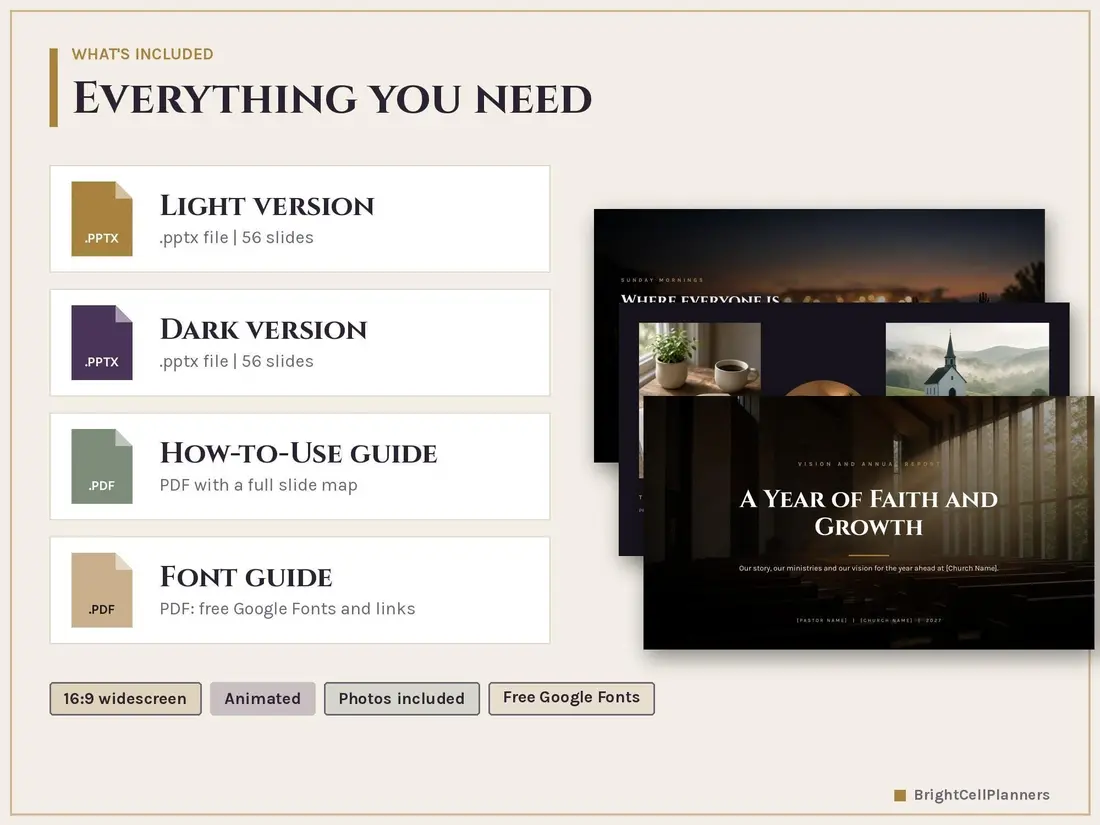 WHAT'S INCLUDED
Everything you need
.PPTX
Light version
.pptx file | 56 slides
.PPTX
Dark version
.pptx file | 56 slides
.PDF
How-to-Use guide
PDF with a full slide map
.PDF
Font guide
PDF: free Google Fonts and links
SUNDAY MORNINGS
Where everyone is
VISION AND ANNUAL REPORT
A Year of Faith and
Growth
Our story, our ministries and our vision for the year ahead at [Church Name].
[PASTOR NAME] | [CHURCH NAME] | 2027
16:9 widescreen
Animated
Photos included
Free Google Fonts
BrightCellPlanners